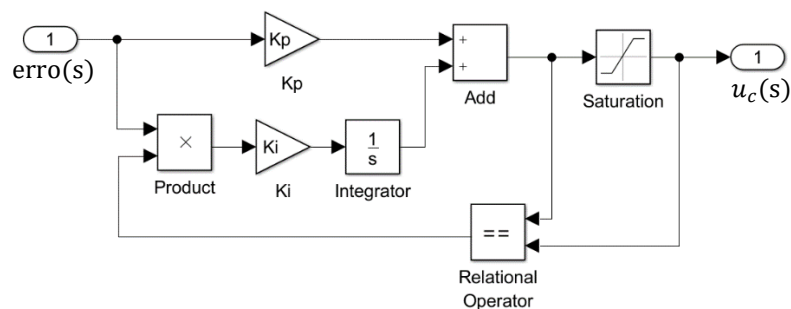 1
erro(s)
Kp
Kp
+
+
Add
Saturation
1
u_c(s)
×
Product
Ki
Ki
1
s
Integrator
==
Relational
Operator